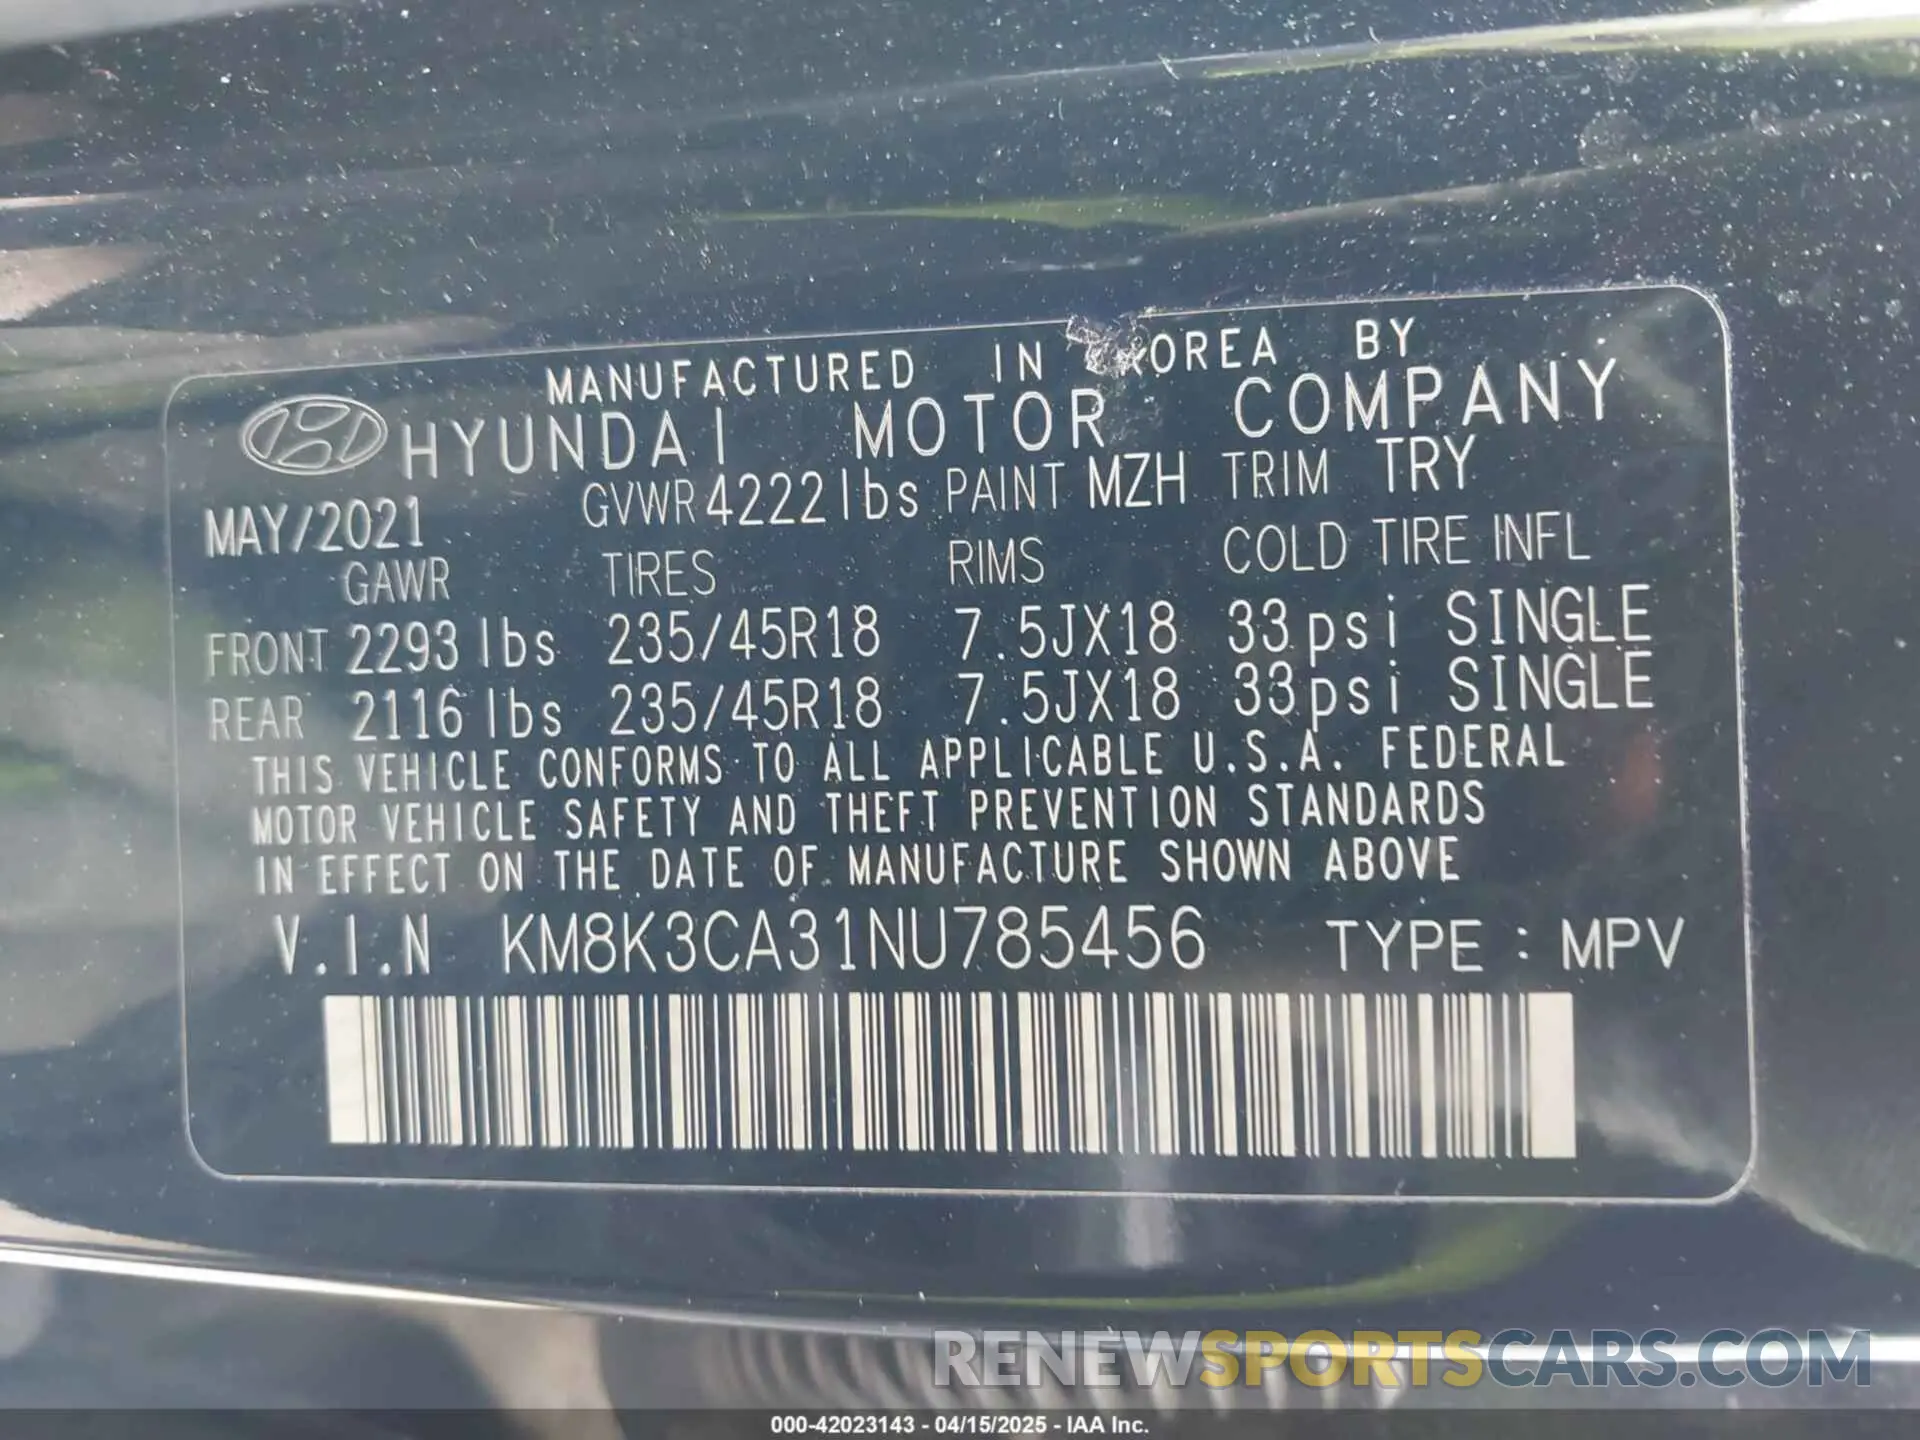 MANUFACTURED IN KOREA BY
HYUNDAI MOTOR COMPANY
MAY/2021 GVWR 4222lbs PAINT MZH TRIM TRY
GAWR TIRES RIMS COLD TIRE INFL
FRONT 2293 lbs 235/45R18 7.5JX18 33psi SINGLE
REAR 2116 lbs 235/45R18 7.5JX18 33psi SINGLE
THIS VEHICLE CONFORMS TO ALL APPLICABLE U.S.A. FEDERAL
MOTOR VEHICLE SAFETY AND THEFT PREVENTION STANDARDS
IN EFFECT ON THE DATE OF MANUFACTURE SHOWN ABOVE
V.I.N KM8K3CA31NU785456 TYPE : MPV
RENEWSPORTSCARS.COM
000-42023143 - 04/15/2025 - IAA Inc.